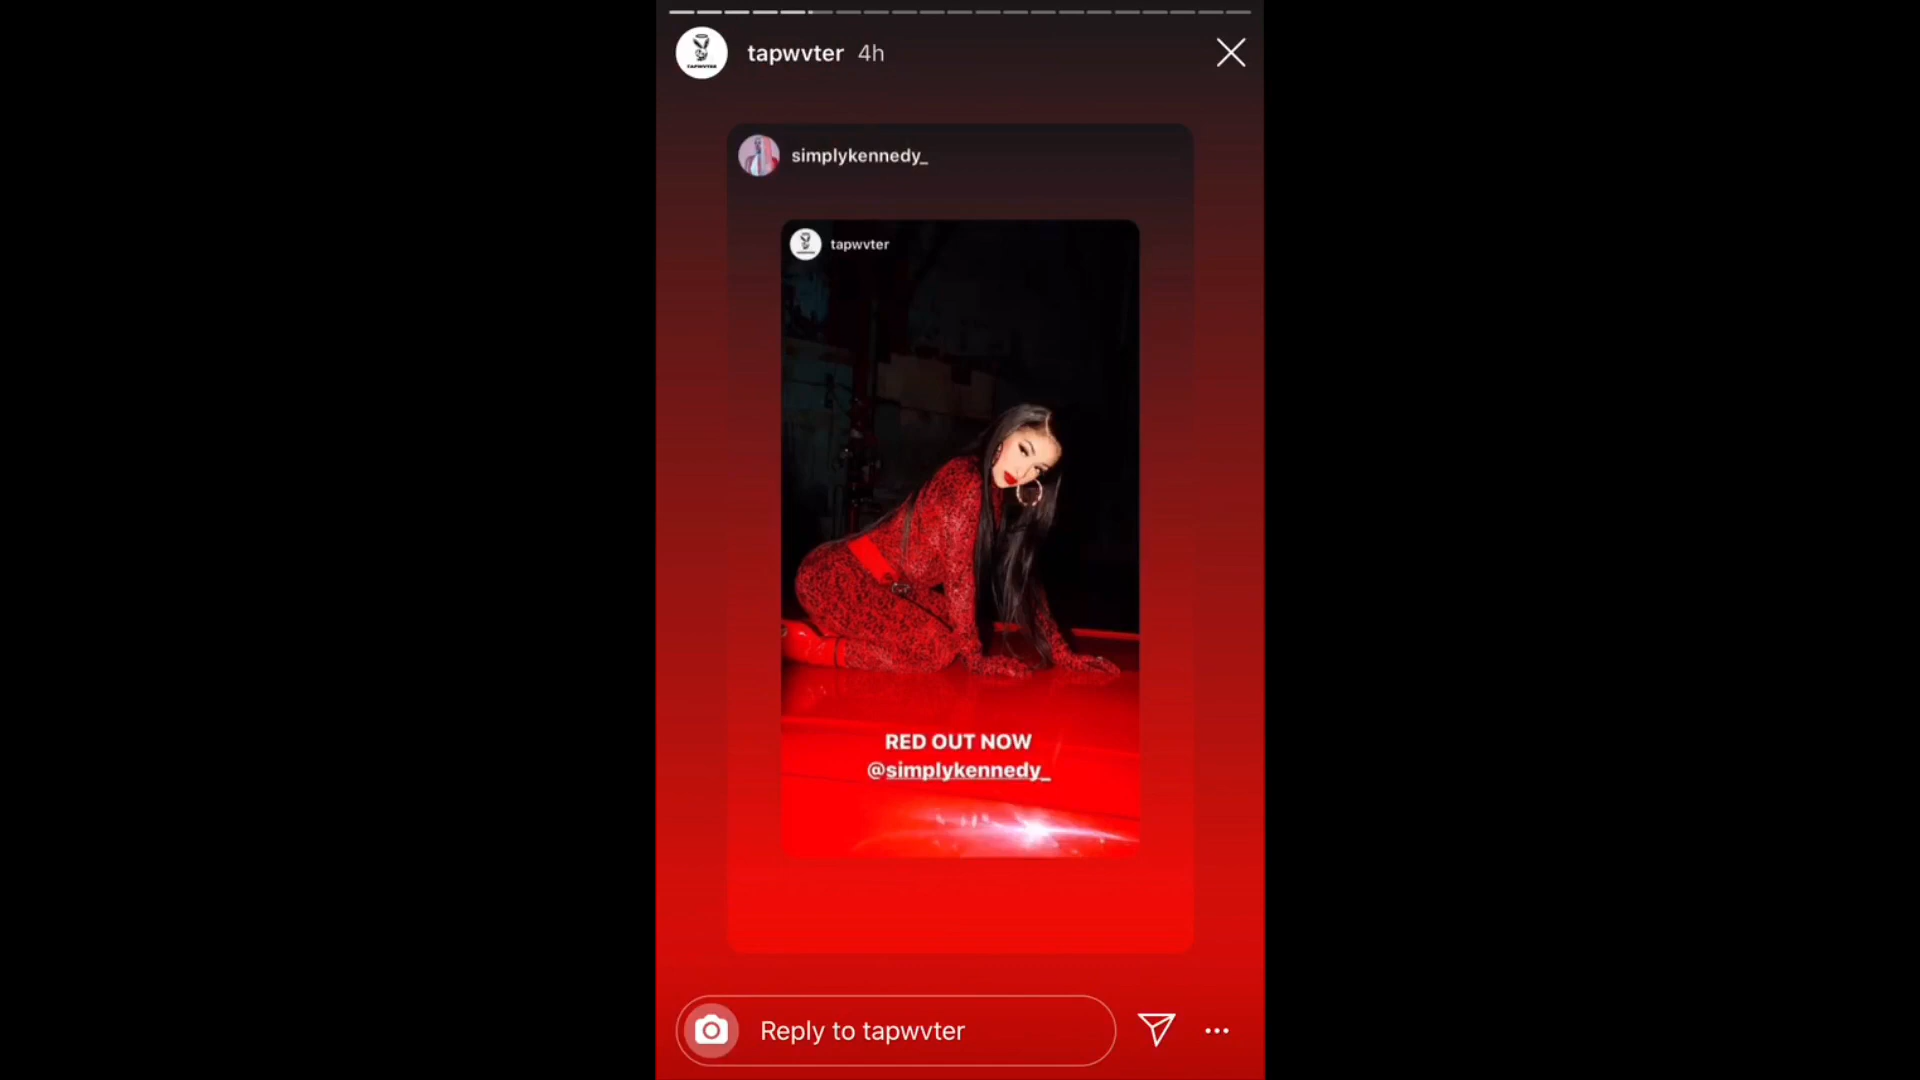 tapwvter 4h
simplykennedy_
tapwvter
RED OUT NOW
@simplykennedy_
Reply to tapwvter